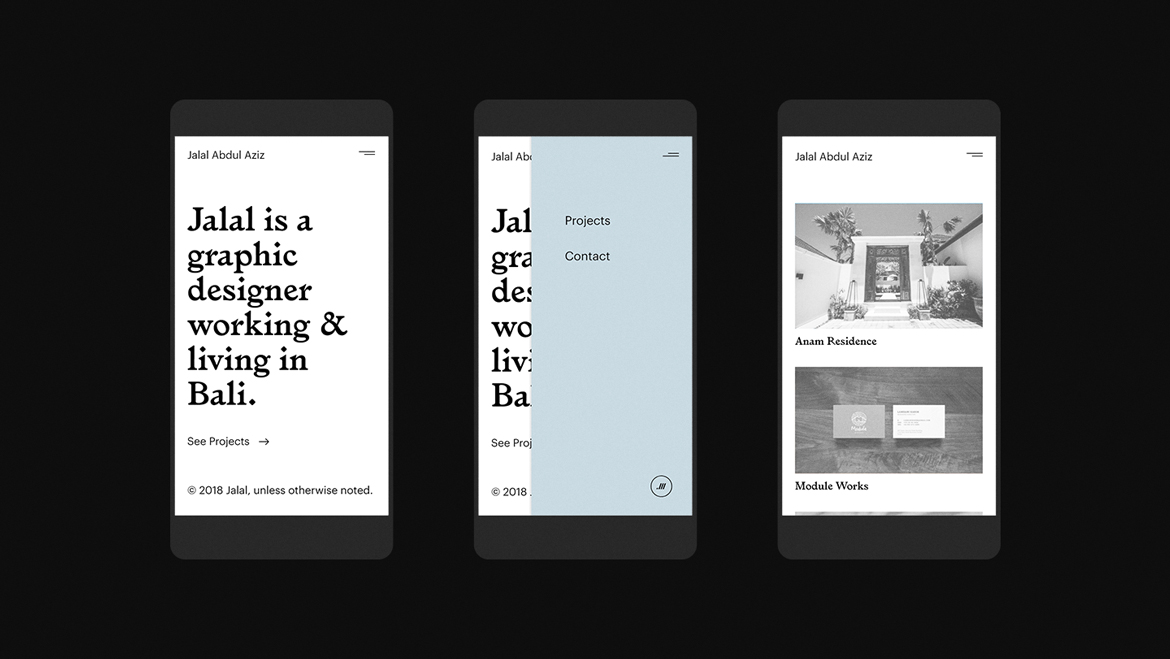 Jalal Abdul Aziz
Jalal is a
graphic
designer
working &
living in
Bali.
See Projects →
© 2018 Jalal, unless otherwise noted.
Jalal Ab
Jal
gra
des
wo
livi
Ba
See Proj
© 2018
Projects
Contact
Jalal Abdul Aziz
Anam Residence
Module Works